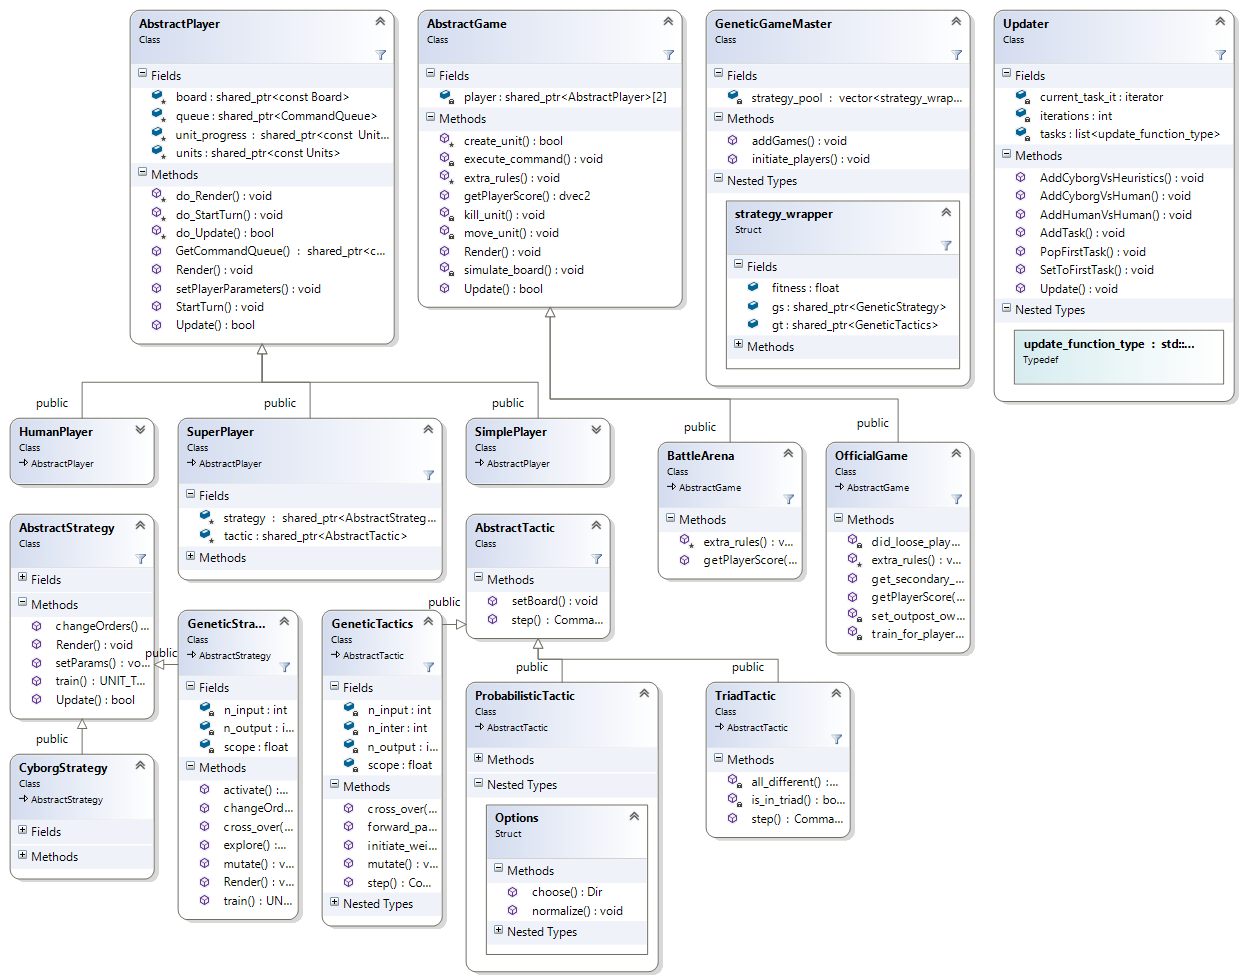 AbstractPlayer
Class
Fields
board : shared_ptr<const Board>
queue : shared_ptr<CommandQueue>
unit_progress : shared_ptr<const Unit...
units : shared_ptr<const Units>
Methods
do_Render() : void
do_StartTurn() : void
do_Update() : bool
GetCommandQueue() : shared_ptr<c...
Render() : void
setPlayerParameters() : void
StartTurn() : void
Update() : bool
AbstractGame
Class
Fields
player : shared_ptr<AbstractPlayer>[2]
Methods
create_unit() : bool
execute_command() : void
extra_rules() : void
getPlayerScore() : dvec2
kill_unit() : void
move_unit() : void
Render() : void
simulate_board() : void
Update() : bool
GeneticGameMaster
Class
Fields
strategy_pool : vector<strategy_wrap...
Methods
addGames() : void
initiate_players() : void
Nested Types
strategy_wrapper
Struct
Fields
fitness : float
gs : shared_ptr<GeneticStrategy>
gt : shared_ptr<GeneticTactics>
Methods
Updater
Class
Fields
current_task_it : iterator
iterations : int
tasks : list<update_function_type>
Methods
AddCyborgVsHeuristics() : void
AddCyborgVsHuman() : void
AddHumanVsHuman() : void
AddTask() : void
PopFirstTask() : void
SetToFirstTask() : void
Update() : void
Nested Types
update_function_type : std::...
Typedef
public
public
public
public
public
HumanPlayer
Class
AbstractPlayer
SuperPlayer
Class
AbstractPlayer
Fields
strategy : shared_ptr<AbstractStrateg...
tactic : shared_ptr<AbstractTactic>
Methods
SimplePlayer
Class
AbstractPlayer
BattleArena
Class
AbstractGame
Methods
extra_rules() : v...
getPlayerScore(...
OfficialGame
Class
AbstractGame
Methods
did_loose_play...
extra_rules() : v...
get_secondary_...
getPlayerScore(...
set_outpost_ow...
train_for_player...
AbstractStrategy
Class
Fields
Methods
changeOrders() ...
Render() : void
setParams() : vo...
train() : UNIT_T...
Update() : bool
public
public
CyborgStrategy
Class
AbstractStrategy
Fields
Methods
GeneticStra...
Class
AbstractStrategy
Fields
n_input : int
n_output : i...
scope : float
Methods
activate() :...
changeOrd...
cross_over(...
explore() :...
mutate() : v...
Render() : v...
train() : UN...
public
GeneticTactics
Class
AbstractTactic
Fields
n_input : int
n_inter : int
n_output : i...
scope : float
Methods
cross_over(...
forward_pa...
initiate_wei...
mutate() : v...
step() : Co...
Nested Types
AbstractTactic
Class
Methods
setBoard() : void
step() : Comma...
public
public
ProbabilisticTactic
Class
AbstractTactic
Methods
Nested Types
Options
Struct
Methods
choose() : Dir
normalize() : void
Nested Types
TriadTactic
Class
AbstractTactic
Methods
all_different() :...
is_in_triad() : bo...
step() : Comma...